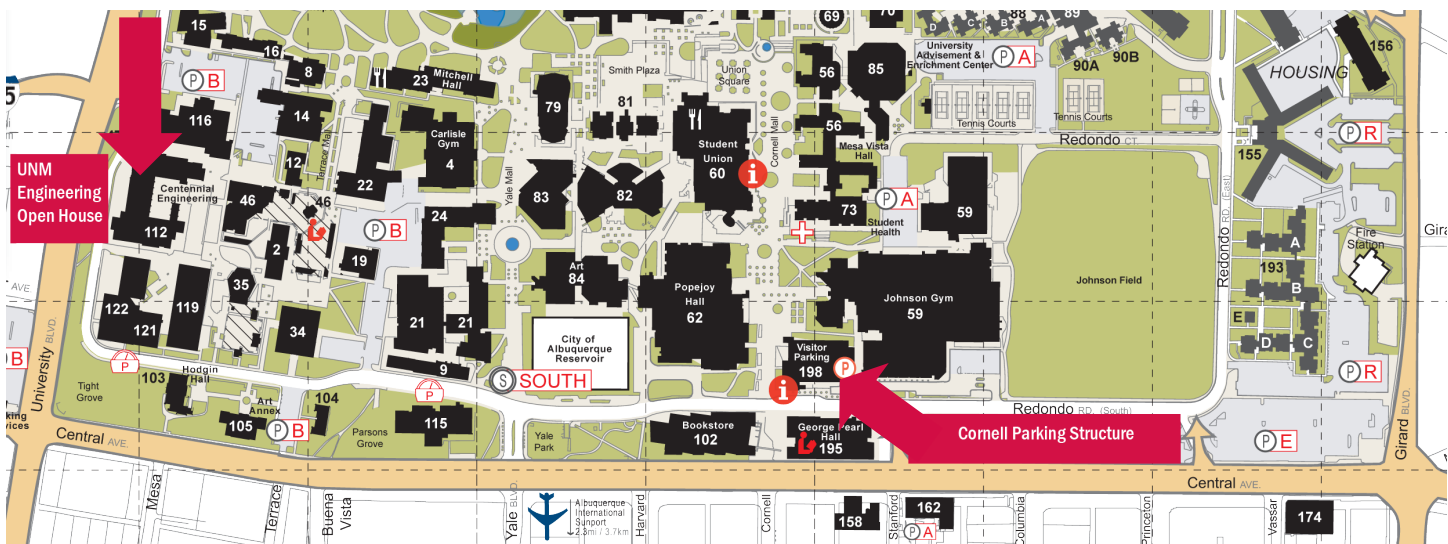 15
16
8
P B
23
Mitchell
Hall
Smith Plaza
Union
Square
69
70
88
89
D
C
B
A
University
Advisement &
Enrichment Center
P A
90A
90B
HOUSING
156
5
116
14
12
Terrace Mall
22
Carlisle
Gym
4
79
81
Student
Union
60
56
85
56
Cornell Mall
Mesa Vista
Hall
Tennis Courts
Tennis Courts
Redondo CT.
155
P R
UNM
Engineering
Open House
Centennial
Engineering
112
46
46
2
P B
24
19
Yale Mall
83
82
i
73
Student
Health
P A
59
Redondo RD. (East)
A
193
B
E
D
C
Fire
Station
Gira
AVE.
122
121
119
35
34
21
21
9
Art
84
City of
Albuquerque
Reservoir
Popejoy
Hall
62
Johnson Gym
59
Johnson Field
Visitor
Parking
198
P
i
B
University BLVD.
P
Tight
Grove
103
Hodgin
Hall
Art
Annex
105
P B
104
Parsons
Grove
P
115
S SOUTH
Yale
Park
Bookstore
102
George Pearl
Hall
195
Cornell Parking Structure
Redondo RD. (South)
P R
P E
Girard BLVD.
king
vices
Central AVE.
Central AVE.
Mesa
Terrace
Buena
Vista
Yale BLVD.
Albuquerque
International
Sunport
2.3mi / 3.7km
Harvard
Cornell
158
Stanford
162
P A
Columbia
Princeton
Vassar
174